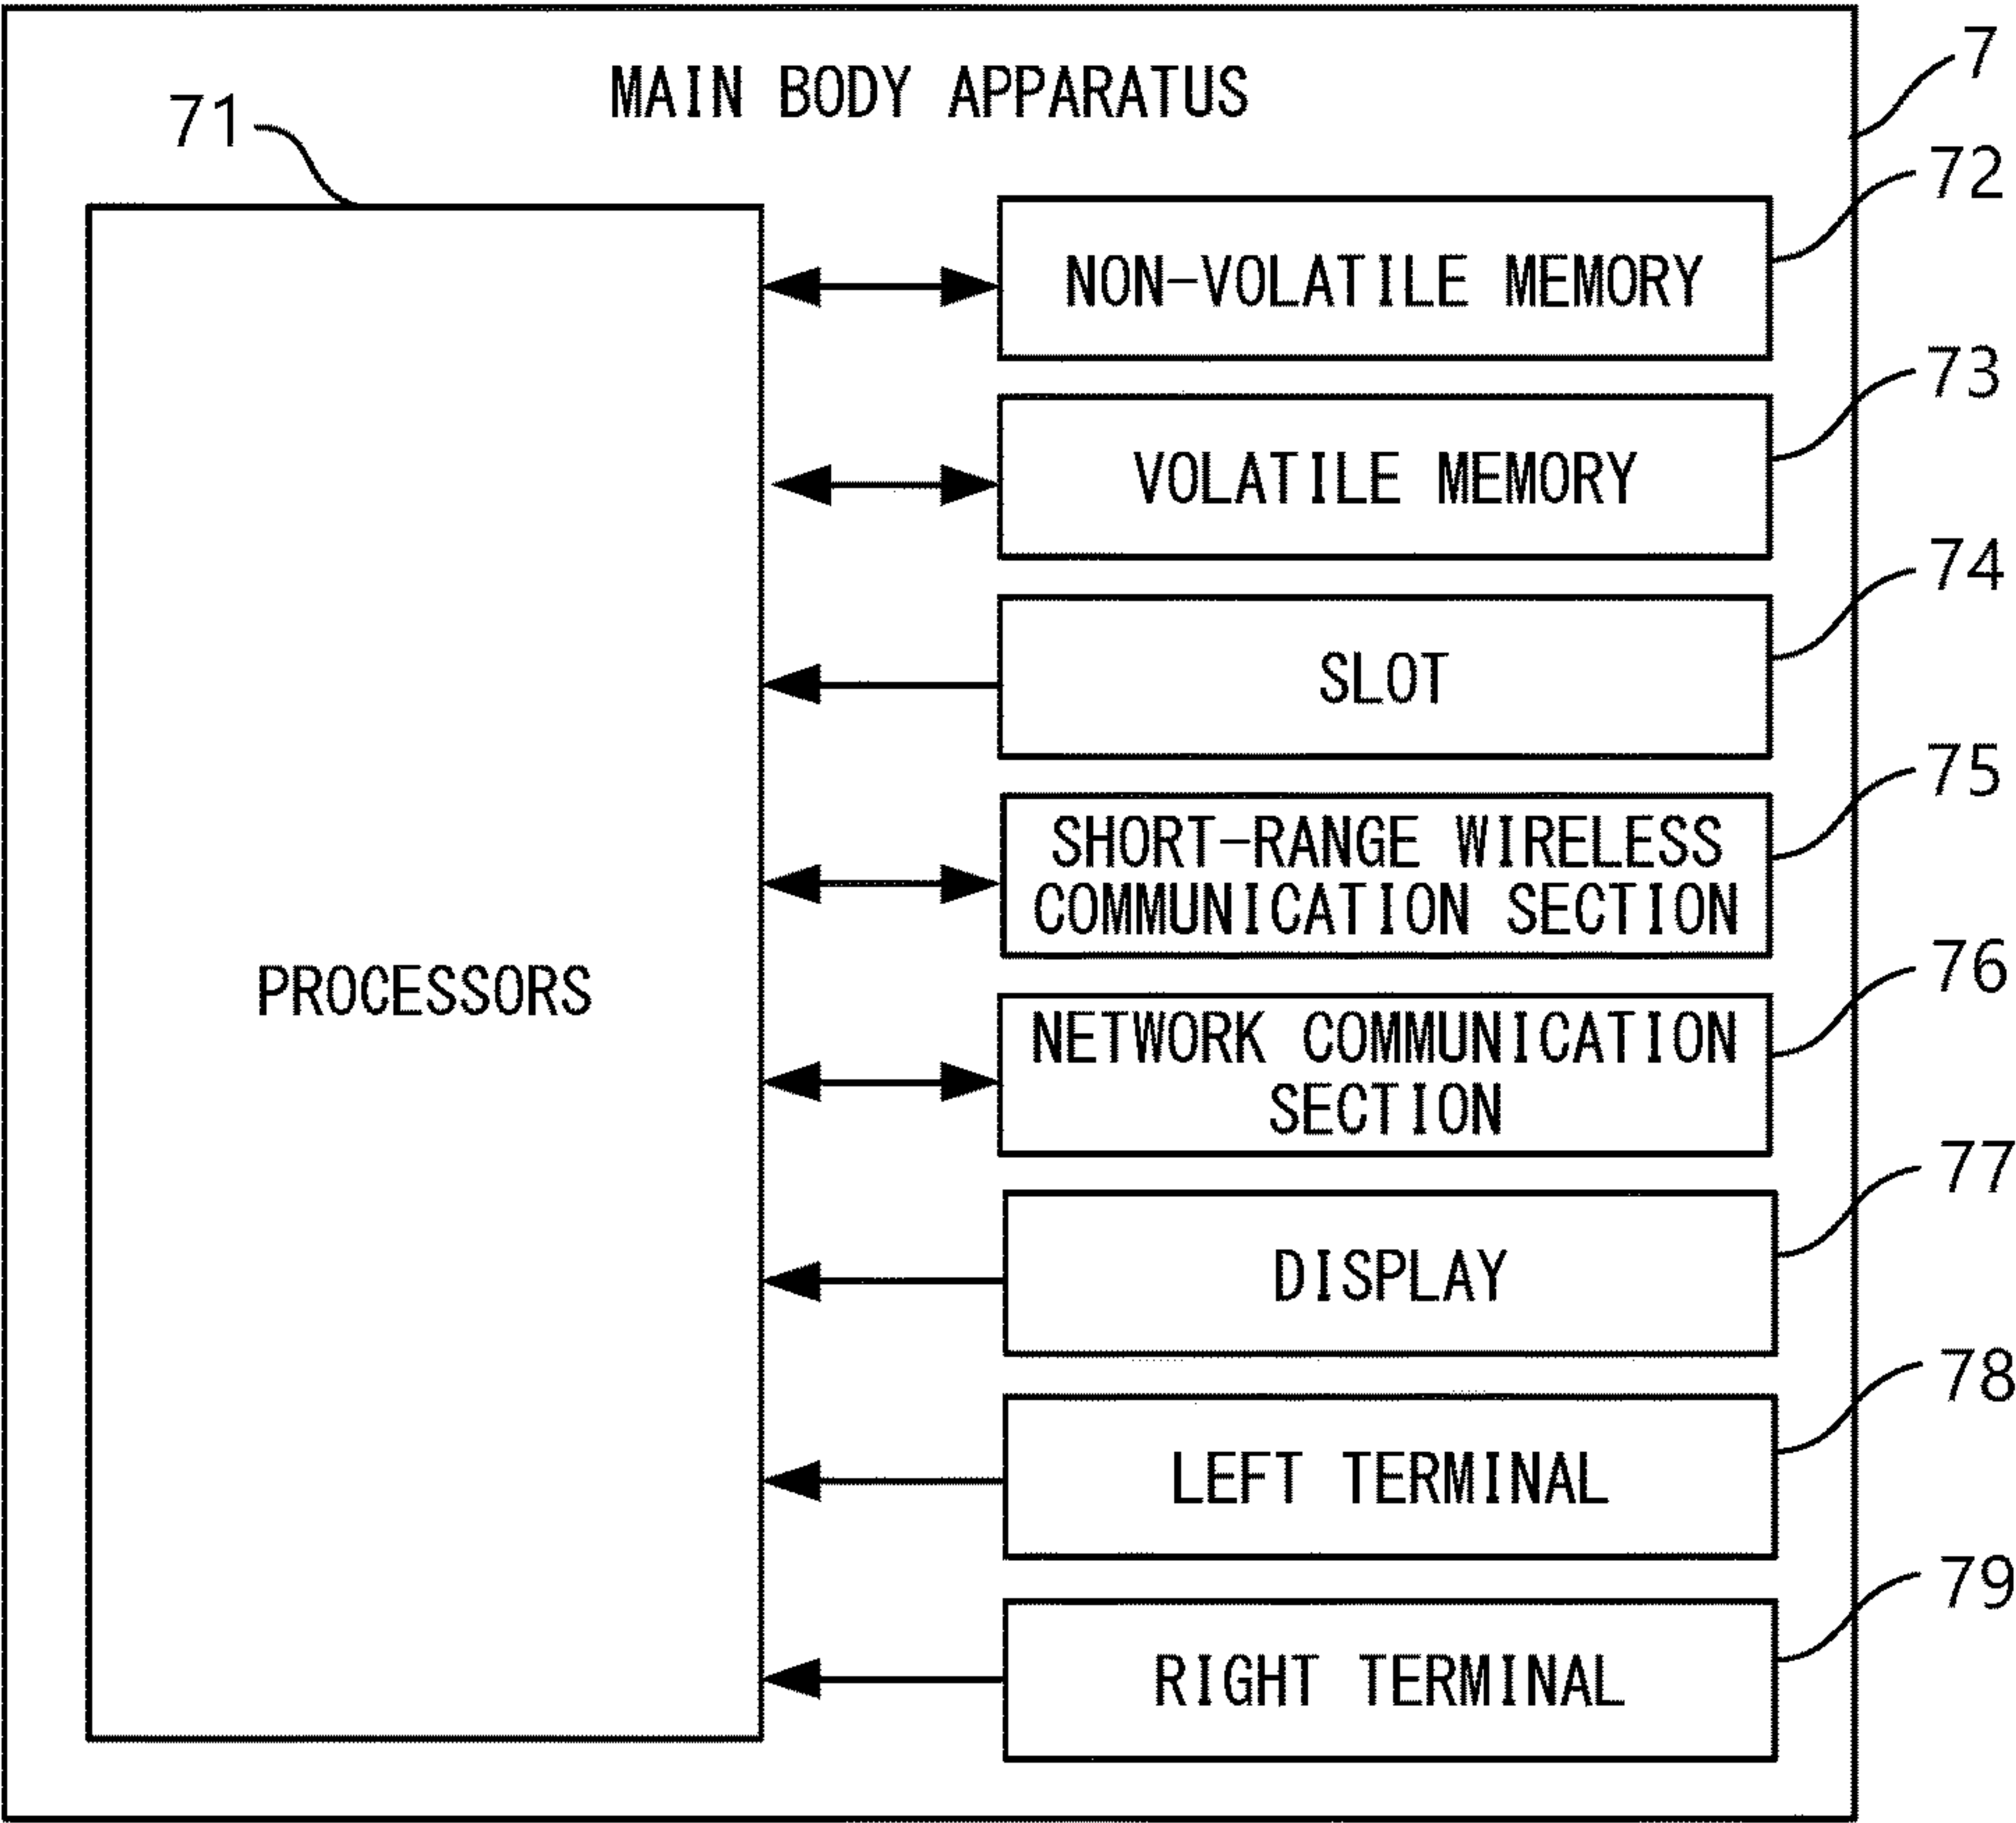 7
MAIN BODY APPARATUS
71
72
NON-VOLATILE MEMORY
73
VOLATILE MEMORY
74
SLOT
75
SHORT-RANGE WIRELESS
COMMUNICATION SECTION
PROCESSORS
76
NETWORK COMMUNICATION
SECTION
77
DISPLAY
78
LEFT TERMINAL
79
RIGHT TERMINAL